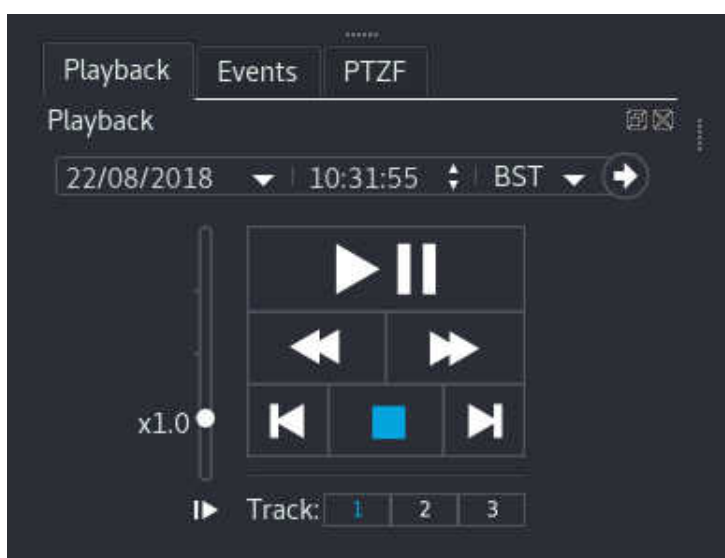 Playback Events PTZF
Playback
22/08/2018 10:31:55 BST
x1.0
Track: 1 2 3